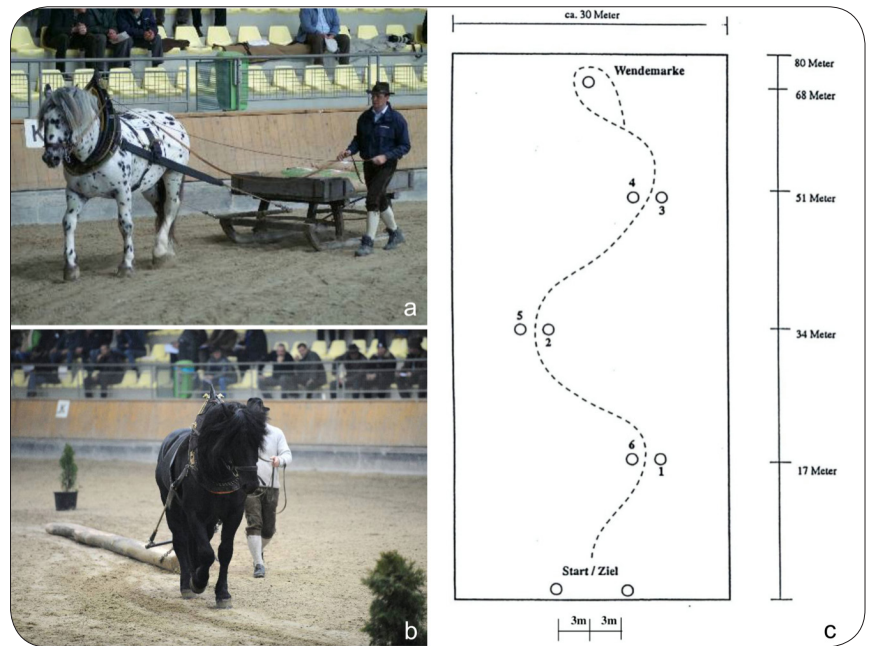 K
a
K
b
ca. 30 Meter
Wendemarke
80 Meter
68 Meter
4
3
51 Meter
5
2
34 Meter
6
1
17 Meter
Start / Ziel
3m 3m
c